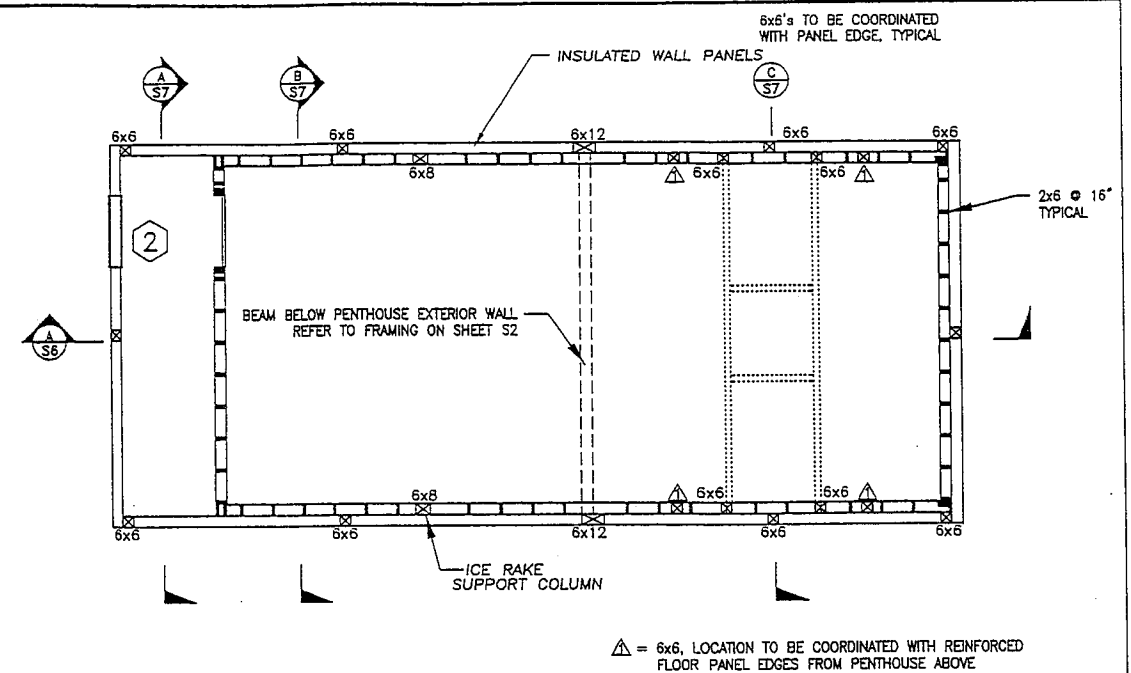 6x6's TO BE COORDINATED
WITH PANEL EDGE, TYPICAL
INSULATED WALL PANELS
A
S7
B
S7
C
S7
6x6
6x6
6x12
6x6
6x6
6x8
1
6x6
6x6
1
2x6 @ 16"
TYPICAL
2
BEAM BELOW PENTHOUSE EXTERIOR WALL
REFER TO FRAMING ON SHEET S2
A
S6
6x8
1
6x6
6x6
1
6x6
6x6
6x12
6x6
6x6
ICE RAKE
SUPPORT COLUMN
1 = 6x6, LOCATION TO BE COORDINATED WITH REINFORCED
FLOOR PANEL EDGES FROM PENTHOUSE ABOVE